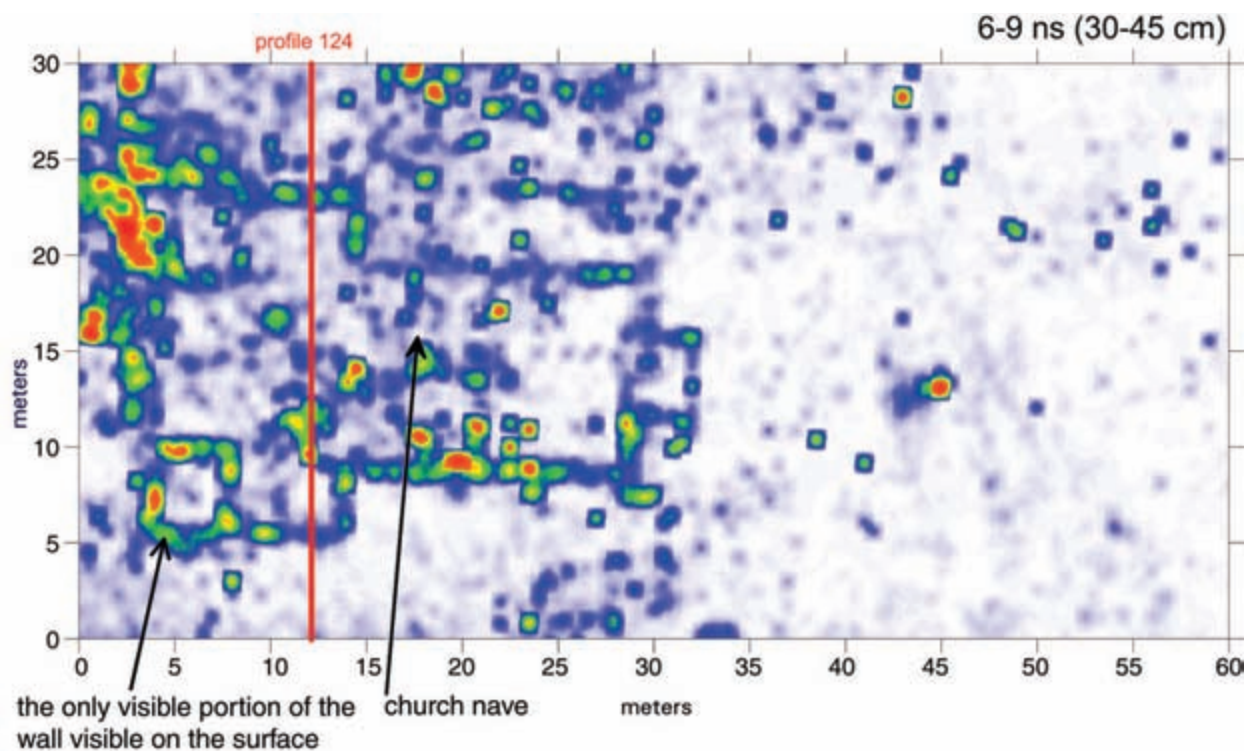 6-9 ns (30-45 cm)
profile 124
30
25
20
15
10
5
0
meters
0 5 10 15 20 25 30 35 40 45 50 55 60
the only visible portion of the
wall visible on the surface
church nave
meters